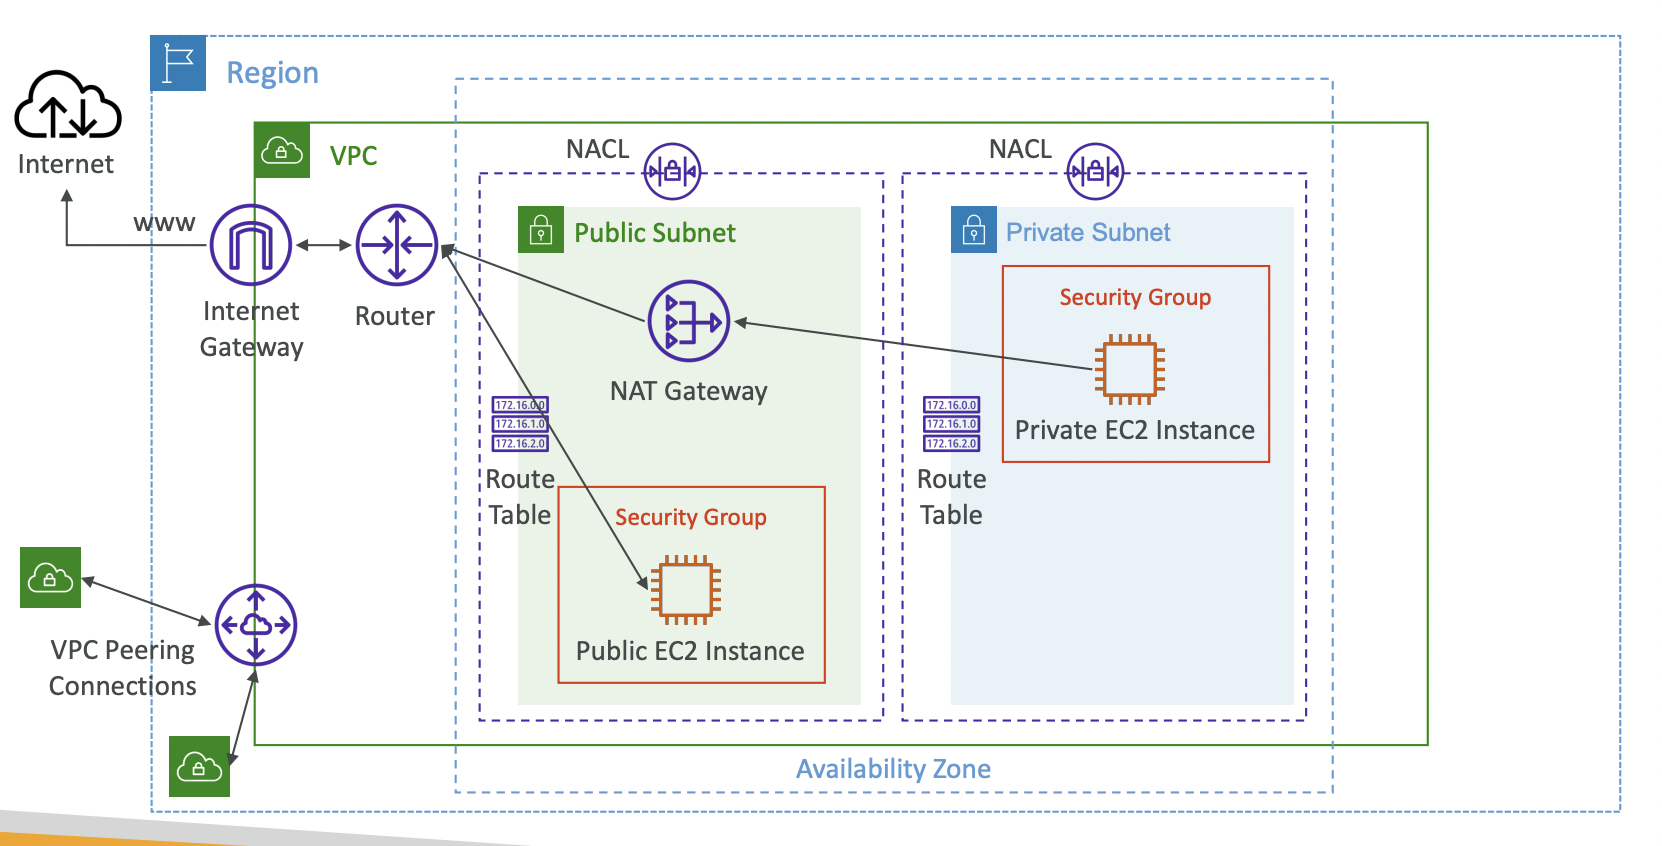 Region
Internet
VPC
NACL
NACL
www
Public Subnet
Private Subnet
Internet
Gateway
Router
Security Group
NAT Gateway
172.16.0.0
172.16.1.0
172.16.2.0
172.16.0.0
172.16.1.0
172.16.2.0
Private EC2 Instance
Route
Table
Route
Table
Security Group
Public EC2 Instance
VPC Peering
Connections
Availability Zone